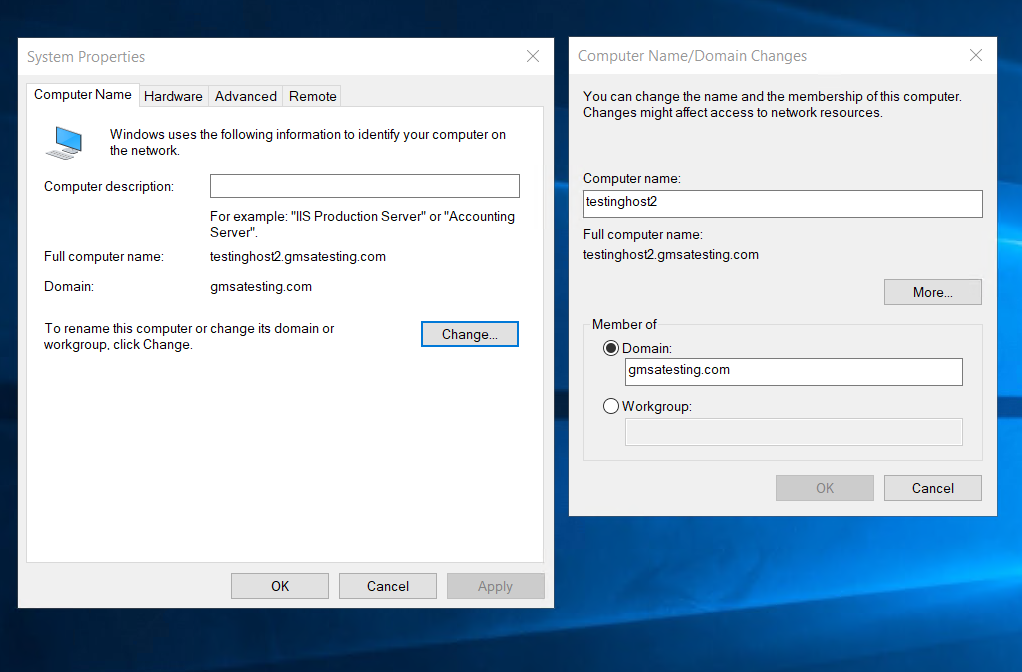 System Properties
Computer Name
Hardware
Advanced
Remote
Windows uses the following information to identify your computer on
the network.
Computer description:
For example: "IIS Production Server" or "Accounting
Server".
Full computer name:
testinghost2.gmsatesting.com
Domain:
gmsatesting.com
To rename this computer or change its domain or
workgroup, click Change.
Change...
OK
Cancel
Apply
Computer Name/Domain Changes
You can change the name and the membership of this computer.
Changes might affect access to network resources.
Computer name:
testinghost2
Full computer name:
testinghost2.gmsatesting.com
More...
Member of
Domain:
gmsatesting.com
Workgroup:
OK
Cancel